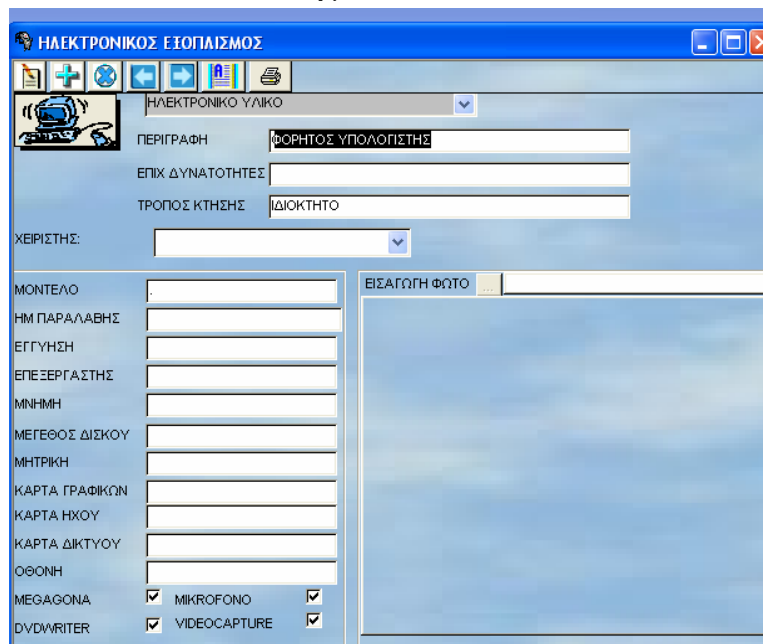 ΗΛΕΚΤΡΟΝΙΚΟΣ ΕΞΟΠΛΙΣΜΟΣ
ΗΛΕΚΤΡΟΝΙΚΟ ΥΛΙΚΟ
ΠΕΡΙΓΡΑΦΗ ΦΟΡΗΤΟΣ ΥΠΟΛΟΓΙΣΤΗΣ
ΕΠΙΧ ΔΥΝΑΤΟΤΗΤΕΣ
ΤΡΟΠΟΣ ΚΤΗΣΗΣ ΙΔΙΟΚΤΗΤΟ
ΧΕΙΡΙΣΤΗΣ:
ΕΙΣΑΓΩΓΗ ΦΩΤΟ ...
ΜΟΝΤΕΛΟ .
ΗΜ ΠΑΡΑΛΑΒΗΣ
ΕΓΓΥΗΣΗ
ΕΠΕΞΕΡΓΑΣΤΗΣ
ΜΝΗΜΗ
ΜΕΓΕΘΟΣ ΔΙΣΚΟΥ
ΜΗΤΡΙΚΗ
ΚΑΡΤΑ ΓΡΑΦΙΚΩΝ
ΚΑΡΤΑ ΗΧΟΥ
ΚΑΡΤΑ ΔΙΚΤΥΟΥ
ΟΘΟΝΗ
MEGAGONA MIKROFONO
DVDWRITER VIDEOCAPTURE